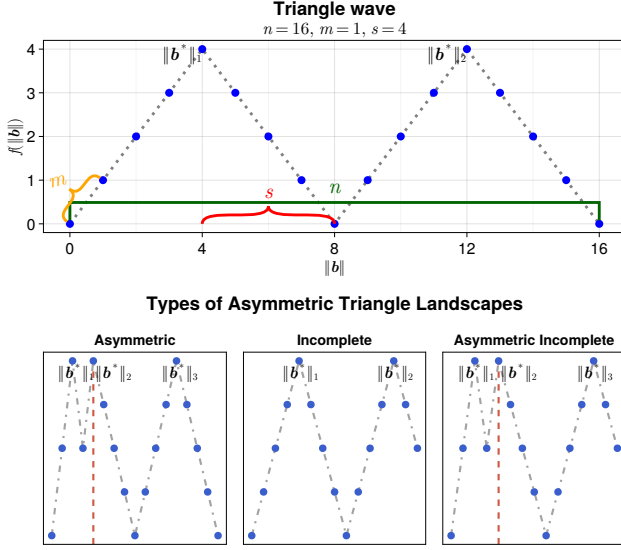 Triangle wave
n = 16, m = 1, s = 4
f(‖b‖)
4
3
2
1
0
‖b*‖₁
‖b*‖₂
m
s
n
0 4 8 12 16
‖b‖
Types of Asymmetric Triangle Landscapes
Asymmetric
‖b*‖₁ ‖b*‖₂ ‖b*‖₃
Incomplete
‖b*‖₁ ‖b*‖₂
Asymmetric Incomplete
‖b*‖₁ ‖b*‖₂ ‖b*‖₃